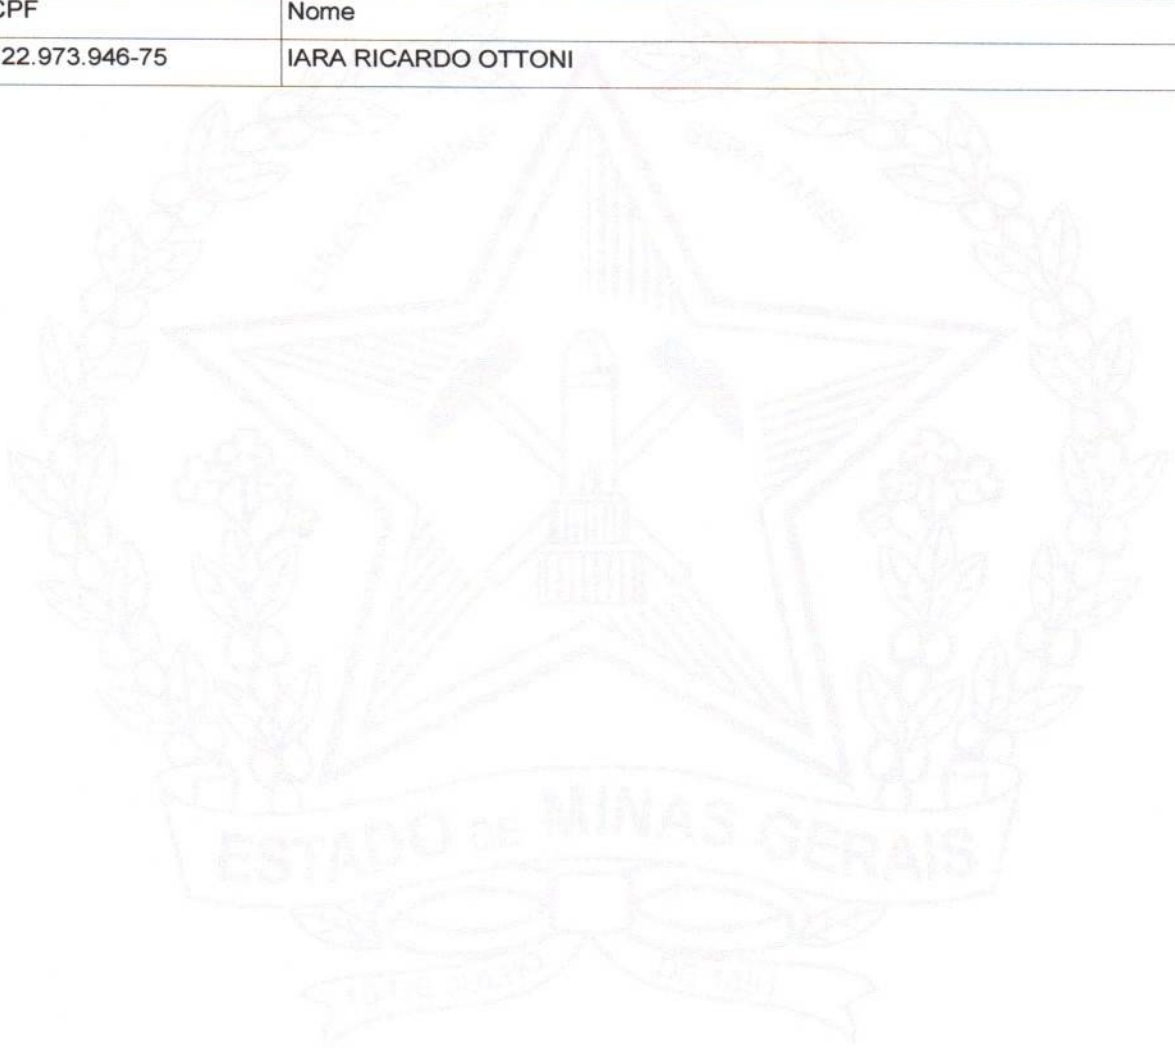 CPF Nome
22.973.946-75 IARA RICARDO OTTONI
LIBERTAS QUAE SERA TAMEN
ESTADO DE MINAS GERAIS